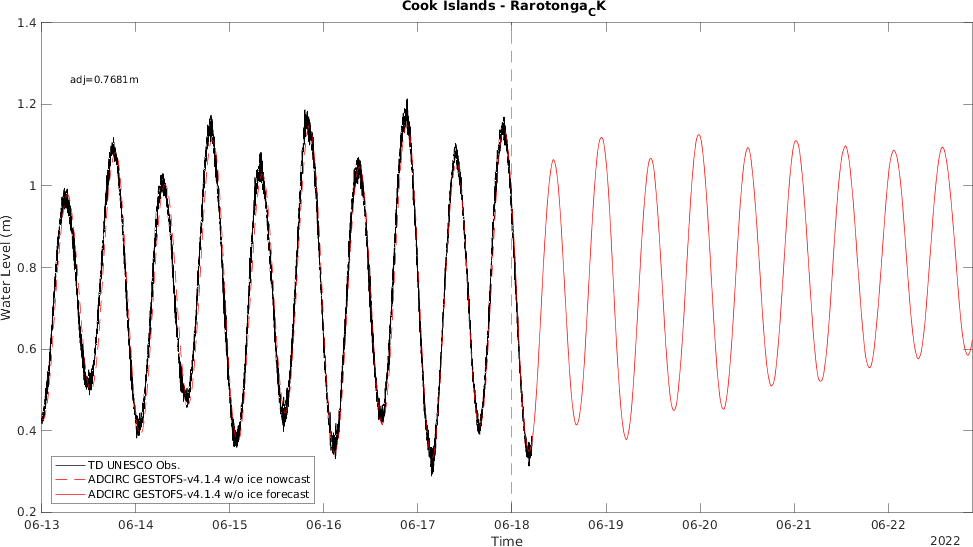 Cook Islands - Rarotonga_CK
adj=0.7681m
Water Level (m)
1.4
1.2
1
0.8
0.6
0.4
0.2
TD UNESCO Obs.
ADCIRC GESTOFS-v4.1.4 w/o ice nowcast
ADCIRC GESTOFS-v4.1.4 w/o ice forecast
06-13 06-14 06-15 06-16 06-17 06-18 06-19 06-20 06-21 06-22
Time
2022